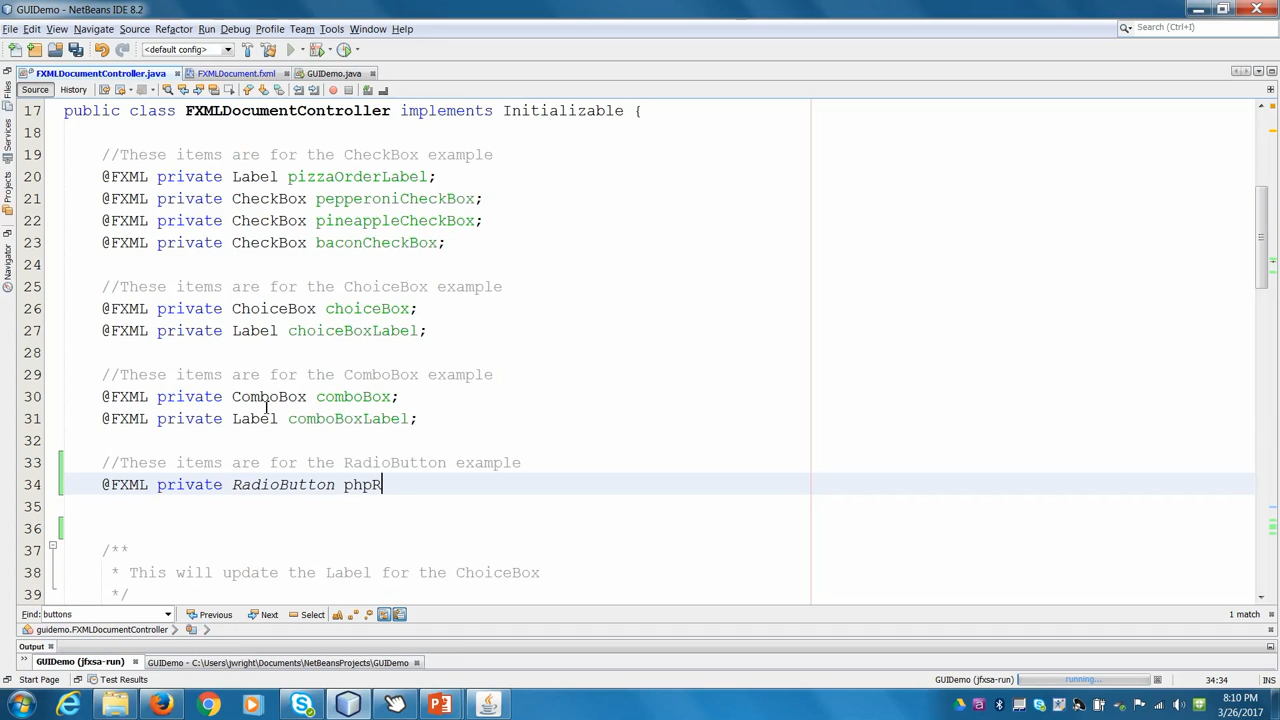 GUIDemo - NetBeans IDE 8.2
File Edit View Navigate Source Refactor Run Debug Profile Team Tools Window Help
Search (Ctrl+I)
<default config>
FXMLDocumentController.java FXMLDocument.fxml GUIDemo.java
Source History
Files
Services
Projects
Navigator
17 public class FXMLDocumentController implements Initializable {
18
19 //These items are for the CheckBox example
20 @FXML private Label pizzaOrderLabel;
21 @FXML private CheckBox pepperoniCheckBox;
22 @FXML private CheckBox pineappleCheckBox;
23 @FXML private CheckBox baconCheckBox;
24
25 //These items are for the ChoiceBox example
26 @FXML private ChoiceBox choiceBox;
27 @FXML private Label choiceBoxLabel;
28
29 //These items are for the ComboBox example
30 @FXML private ComboBox comboBox;
31 @FXML private Label comboBoxLabel;
32
33 //These items are for the RadioButton example
34 @FXML private RadioButton phpR
35
36
37 /**
38 * This will update the Label for the ChoiceBox
39 */
Find: buttons Previous Next Select 1 match
guidemo.FXMLDocumentController
Output
GUIDemo (jfxsa-run) GUIDemo - C:\Users\jwright\Documents\NetBeansProjects\GUIDemo
Start Page Test Results GUIDemo (jfxsa-run) running... 34:34 INS
8:10 PM
3/26/2017